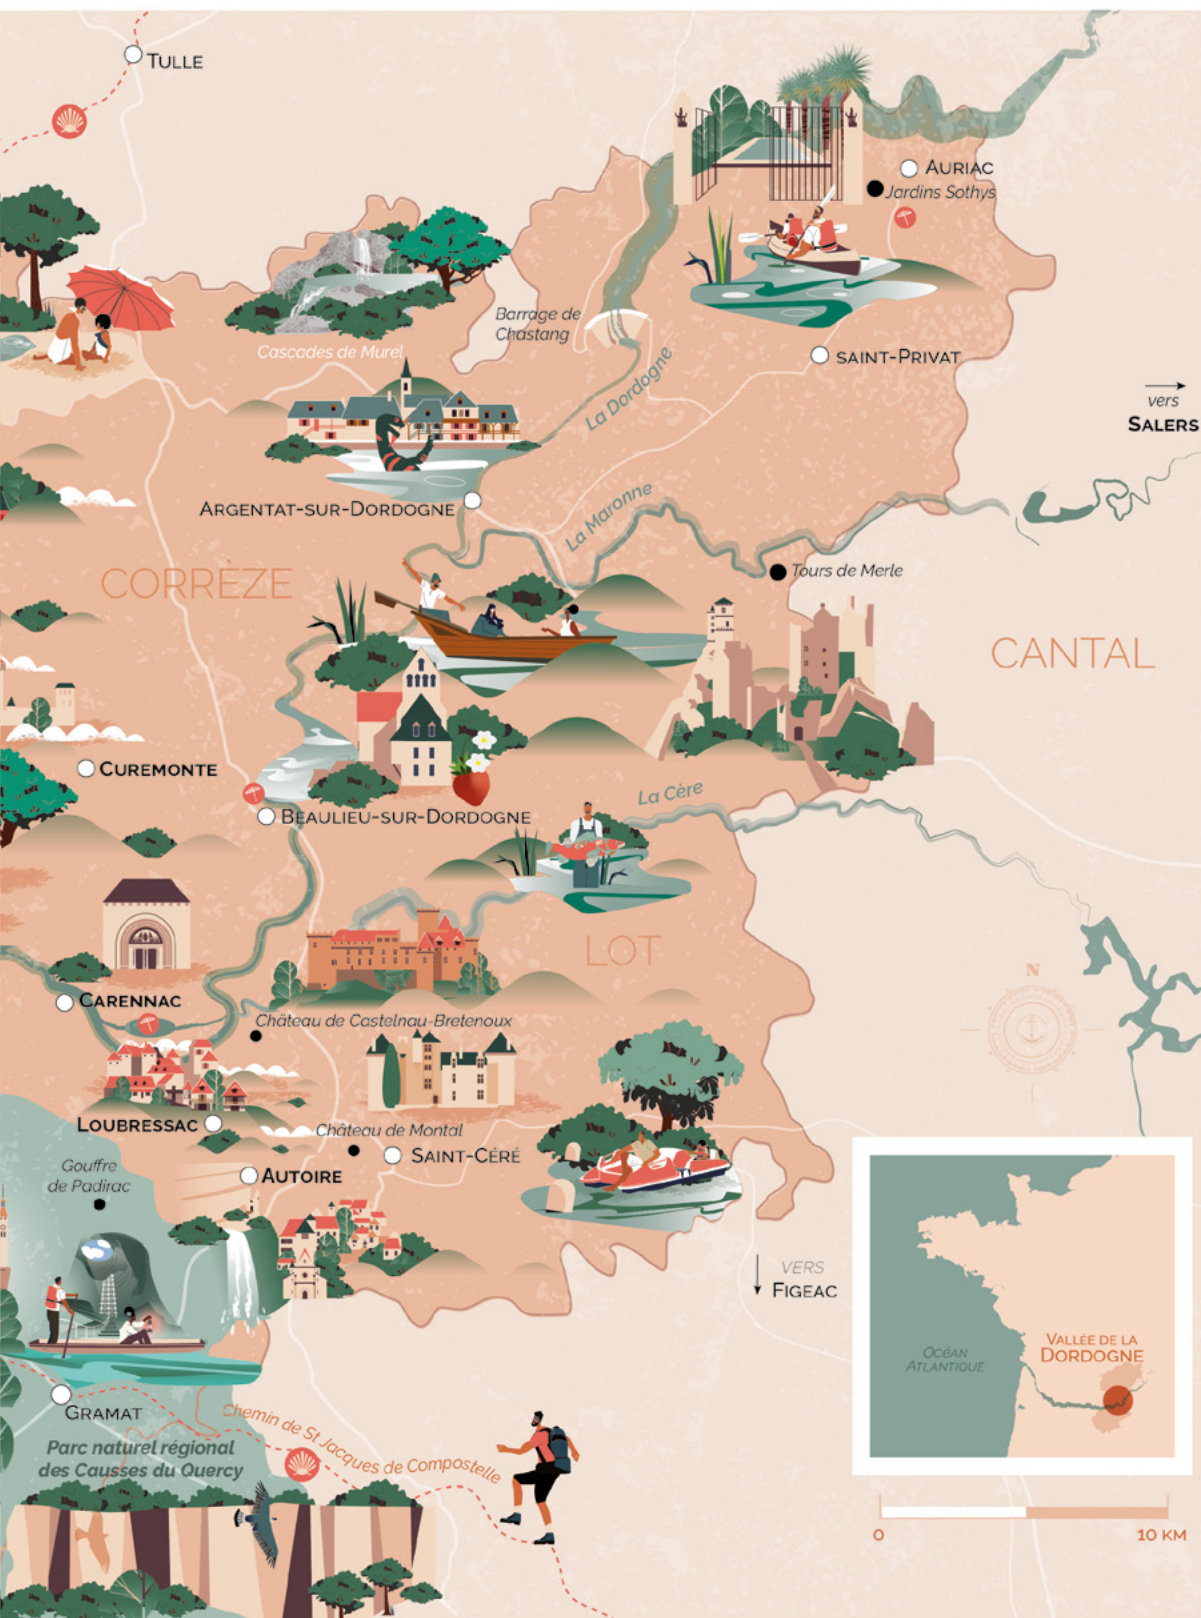 TULLE
AURIAC
Jardins Sothys
Barrage de
Chastang
Cascades de Murel
SAINT-PRIVAT
La Dordogne
vers
SALERS
ARGENTAT-SUR-DORDOGNE
La Maronne
Tours de Merle
CORRÈZE
CANTAL
CUREMONTE
La Cère
BEAULIEU-SUR-DORDOGNE
LOT
N
CARENNAC
Château de Castelnau-Bretenoux
LOUBRESSAC
Château de Montal
SAINT-CÉRÉ
Gouffre
de Padirac
AUTOIRE
VERS
FIGEAC
OCÉAN
ATLANTIQUE
VALLÉE DE LA
DORDOGNE
GRAMAT
Chemin de St Jacques de Compostelle
Parc naturel régional
des Causses du Quercy
0
10 KM